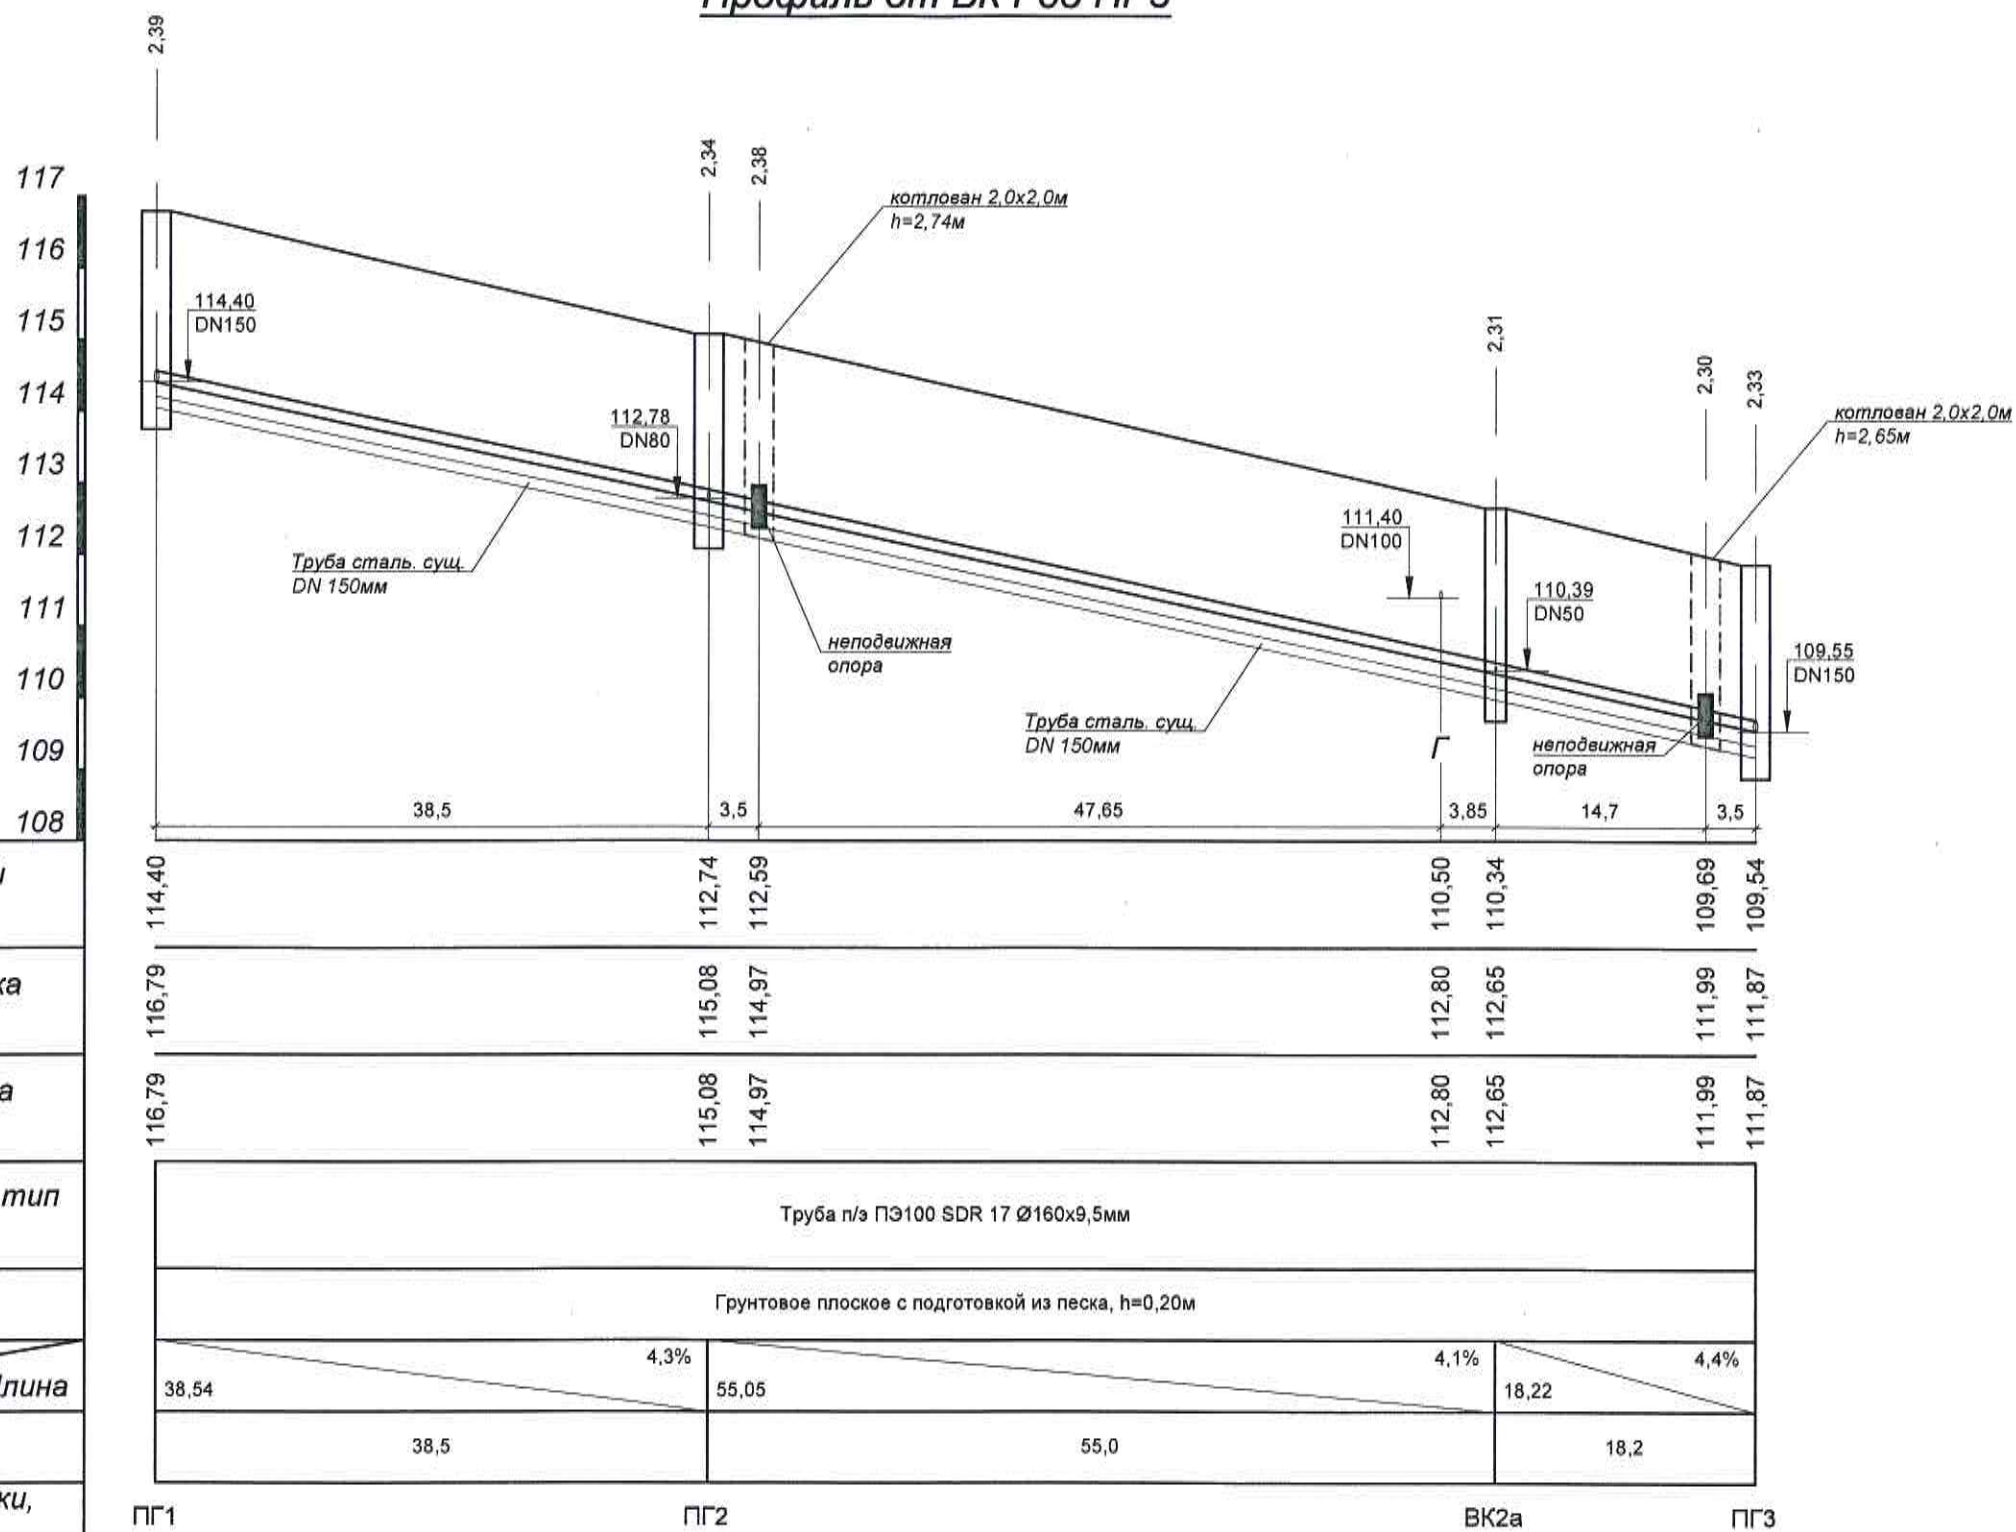 2,39
2,34
2,38
2,31
2,30
2,33
117
116
115
114
113
112
111
110
109
108
котлован 2,0х2,0м
h=2,74м
114,40
DN150
112,78
DN80
котлован 2,0х2,0м
h=2,65м
111,40
DN100
110,39
DN50
109,55
DN150
Труба сталь. сущ.
DN 150мм
неподвижная
опора
Труба сталь. сущ.
DN 150мм
Г
неподвижная
опора
38,5
3,5
47,65
3,85
14,7
3,5
114,40
112,74
112,59
110,50
110,34
109,69
109,54
116,79
115,08
114,97
112,80
112,65
111,99
111,87
116,79
115,08
114,97
112,80
112,65
111,99
111,87
тип
Труба п/э ПЭ100 SDR 17 Ø160х9,5мм
Грунтовое плоское с подготовкой из песка, h=0,20м
4,3%
4,1%
4,4%
38,54
55,05
18,22
38,5
55,0
18,2
ПГ1
ПГ2
ВК2а
ПГ3